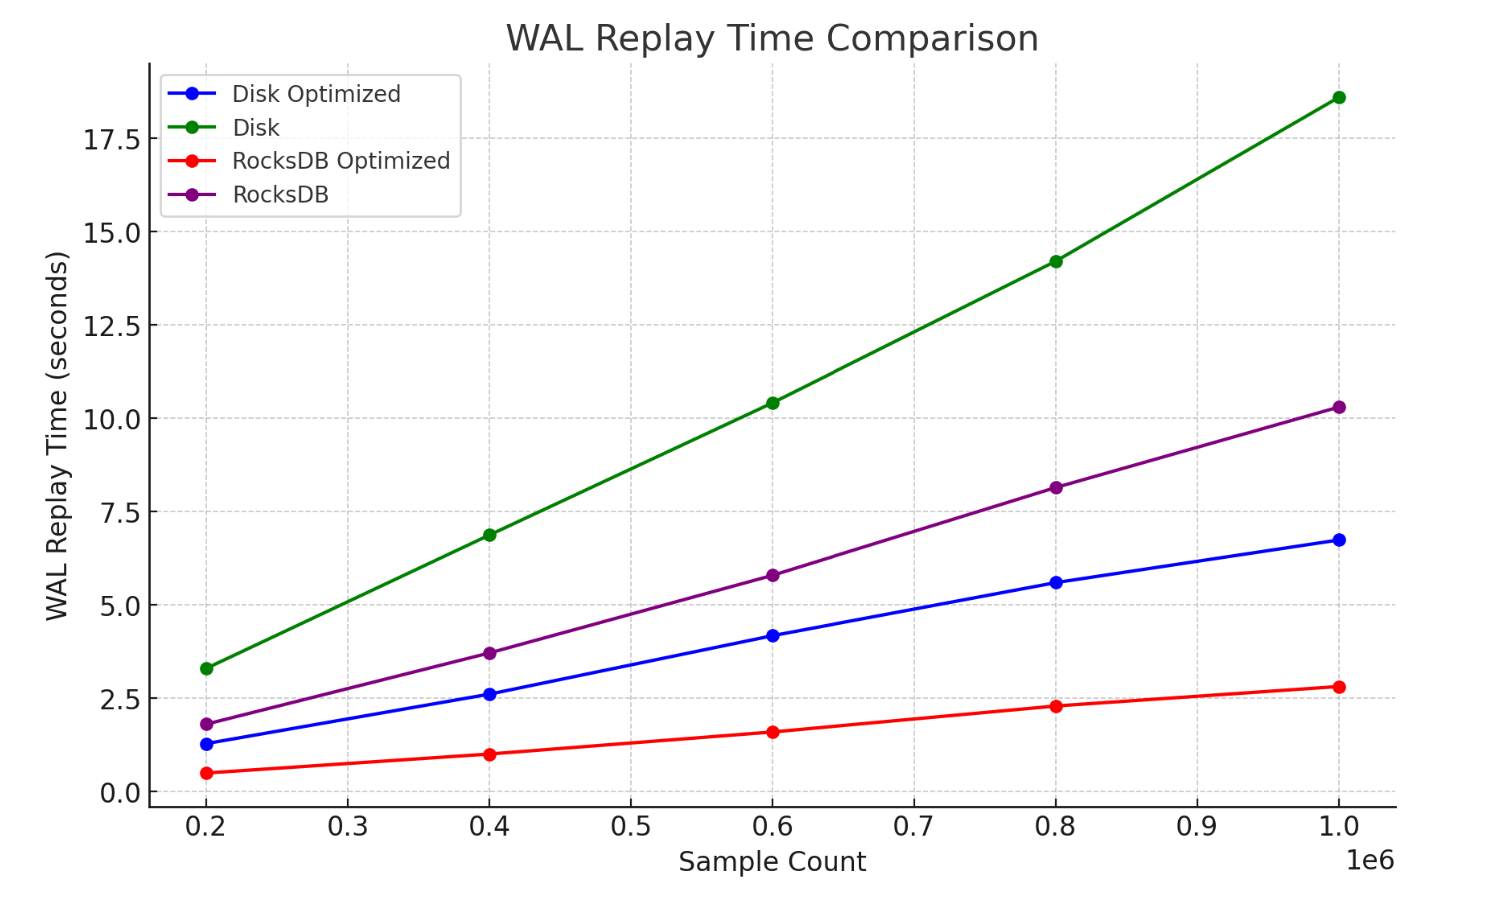 WAL Replay Time Comparison
Disk Optimized
Disk
RocksDB Optimized
RocksDB
WAL Replay Time (seconds)
17.5
15.0
12.5
10.0
7.5
5.0
2.5
0.0
0.2 0.3 0.4 0.5 0.6 0.7 0.8 0.9 1.0
1e6
Sample Count